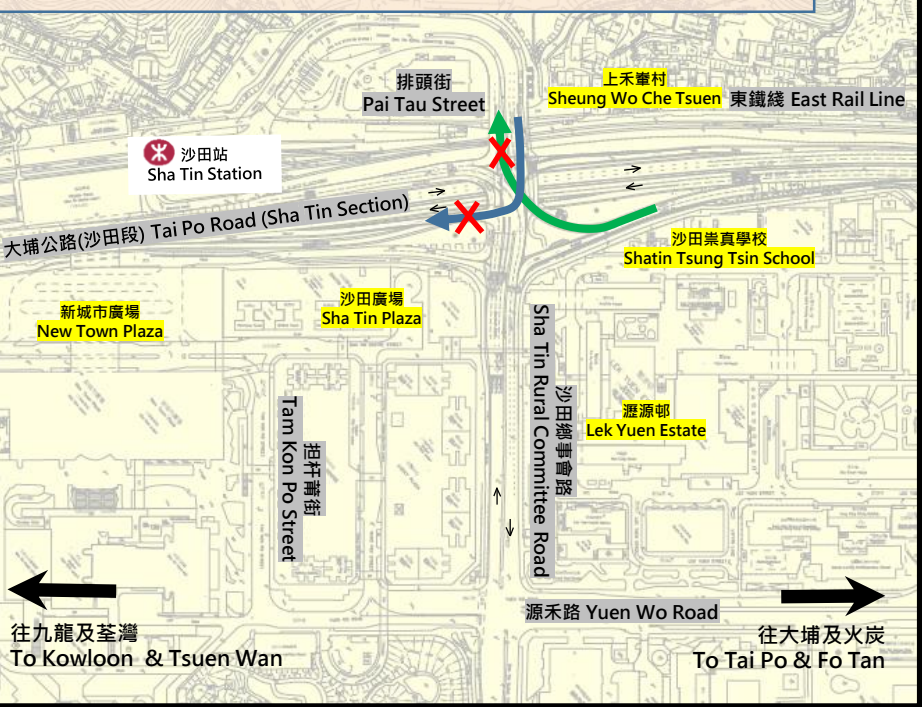 排頭街
Pai Tau Street
上禾輋村
Sheung Wo Che Tsuen
東鐵綫 East Rail Line
沙田站
Sha Tin Station
大埔公路(沙田段) Tai Po Road (Sha Tin Section)
沙田崇真學校
Shatin Tsung Tsin School
新城市廣場
New Town Plaza
沙田廣場
Sha Tin Plaza
沙田鄉事會路
Sha Tin Rural Committee Road
瀝源邨
Lek Yuen Estate
担杆莆街
Tam Kon Po Street
源禾路 Yuen Wo Road
往九龍及荃灣
To Kowloon & Tsuen Wan
往大埔及火炭
To Tai Po & Fo Tan